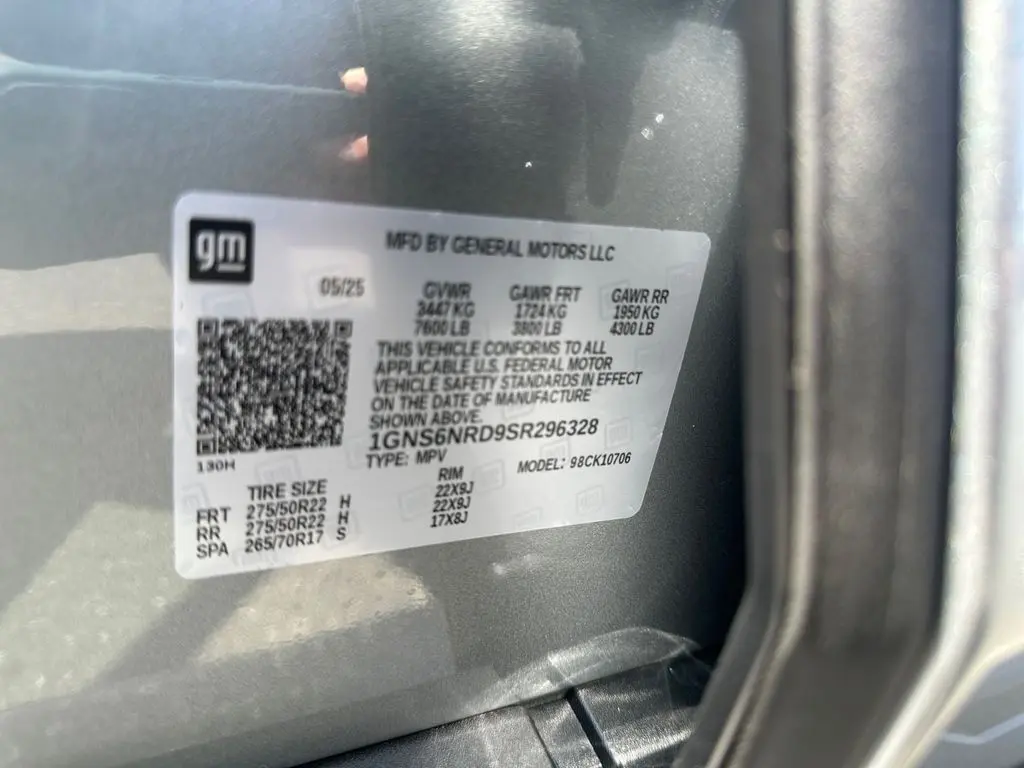 gm
MFD BY GENERAL MOTORS LLC
05/25 GVWR GAWR FRT GAWR RR
3447 KG 1724 KG 1950 KG
7600 LB 3800 LB 4300 LB
THIS VEHICLE CONFORMS TO ALL
APPLICABLE U.S. FEDERAL MOTOR
VEHICLE SAFETY STANDARDS IN EFFECT
ON THE DATE OF MANUFACTURE
SHOWN ABOVE.
1GNS6NRD9SR296328
TYPE: MPV MODEL: 98CK10706
130H
TIRE SIZE RIM
FRT 275/50R22 H 22X9J
RR 275/50R22 H 22X9J
SPA 265/70R17 S 17X8J